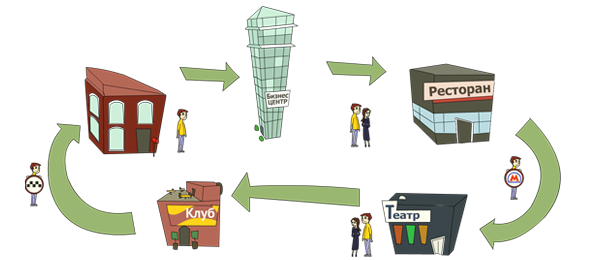 Бизнес
центр
Ресторан
М
Театр
Клуб